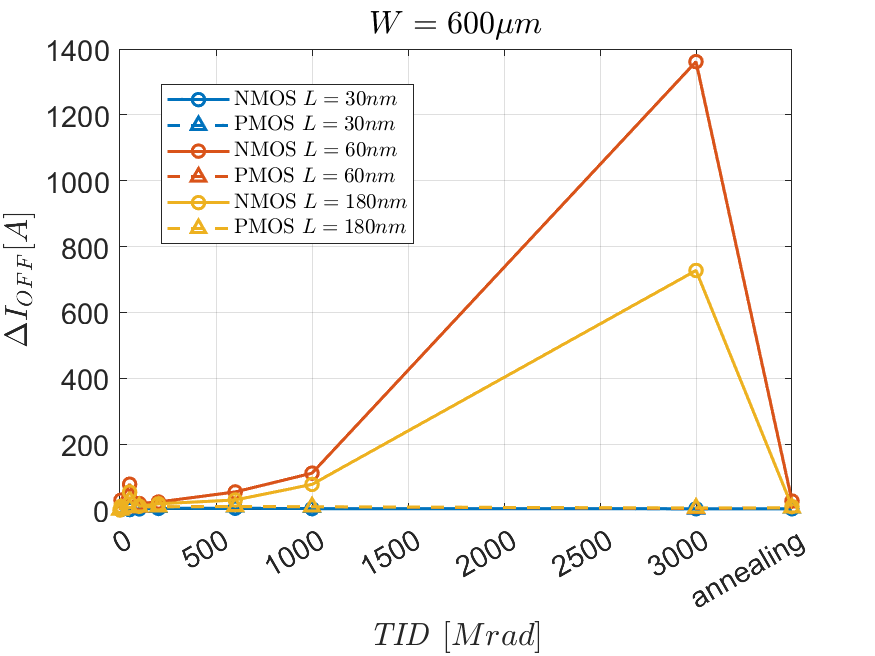 W = 600μm
1400
1200
1000
800
600
400
200
0
ΔI_OFF[A]
NMOS L = 30nm
PMOS L = 30nm
NMOS L = 60nm
PMOS L = 60nm
NMOS L = 180nm
PMOS L = 180nm
0
500
1000
1500
2000
2500
3000
annealing
TID [Mrad]